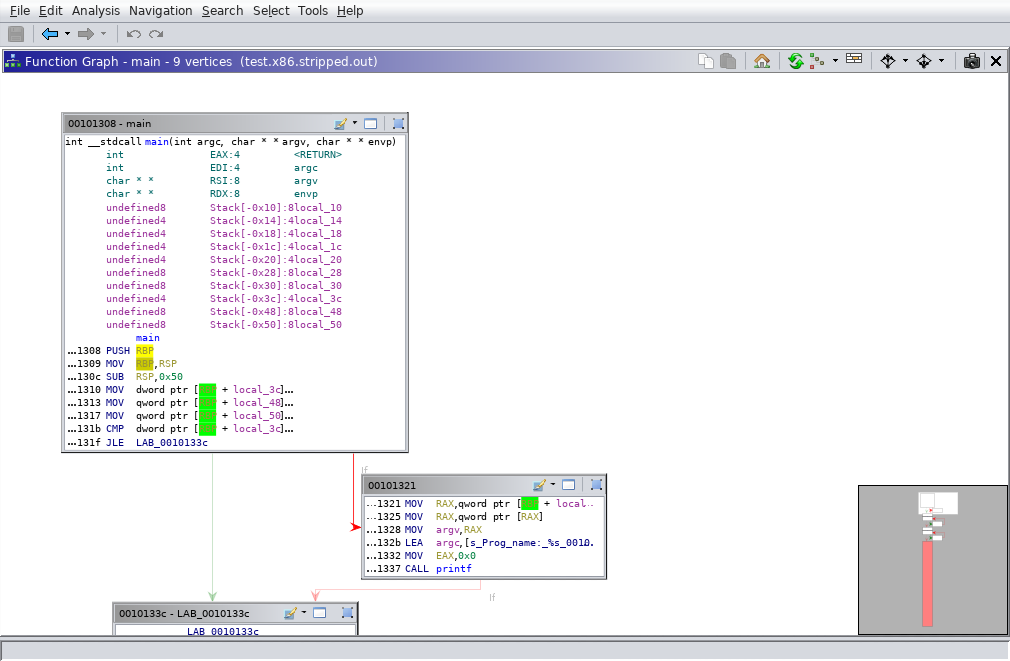 File Edit Analysis Navigation Search Select Tools Help
Function Graph - main - 9 vertices (test.x86.stripped.out)
00101308 - main
int __stdcall main(int argc, char * * argv, char * * envp)
int EAX:4 <RETURN>
int EDI:4 argc
char * * RSI:8 argv
char * * RDX:8 envp
undefined8 Stack[-0x10]:8local_10
undefined4 Stack[-0x14]:4local_14
undefined4 Stack[-0x18]:4local_18
undefined4 Stack[-0x1c]:4local_1c
undefined4 Stack[-0x20]:4local_20
undefined8 Stack[-0x28]:8local_28
undefined8 Stack[-0x30]:8local_30
undefined4 Stack[-0x3c]:4local_3c
undefined8 Stack[-0x48]:8local_48
undefined8 Stack[-0x50]:8local_50
main
...1308 PUSH RBP
...1309 MOV RBP,RSP
...130c SUB RSP,0x50
...1310 MOV dword ptr [ + local_3c]...
...1313 MOV qword ptr [ + local_48]...
...1317 MOV qword ptr [ + local_50]...
...131b CMP dword ptr [ + local_3c]...
...131f JLE LAB_0010133c
If
00101321
...1321 MOV RAX,qword ptr [ + local...
...1325 MOV RAX,qword ptr [RAX]
...1328 MOV argv,RAX
...132b LEA argc,[s_Prog_name:_%s_0010...
...1332 MOV EAX,0x0
...1337 CALL printf
If
0010133c - LAB_0010133c
LAB_0010133c